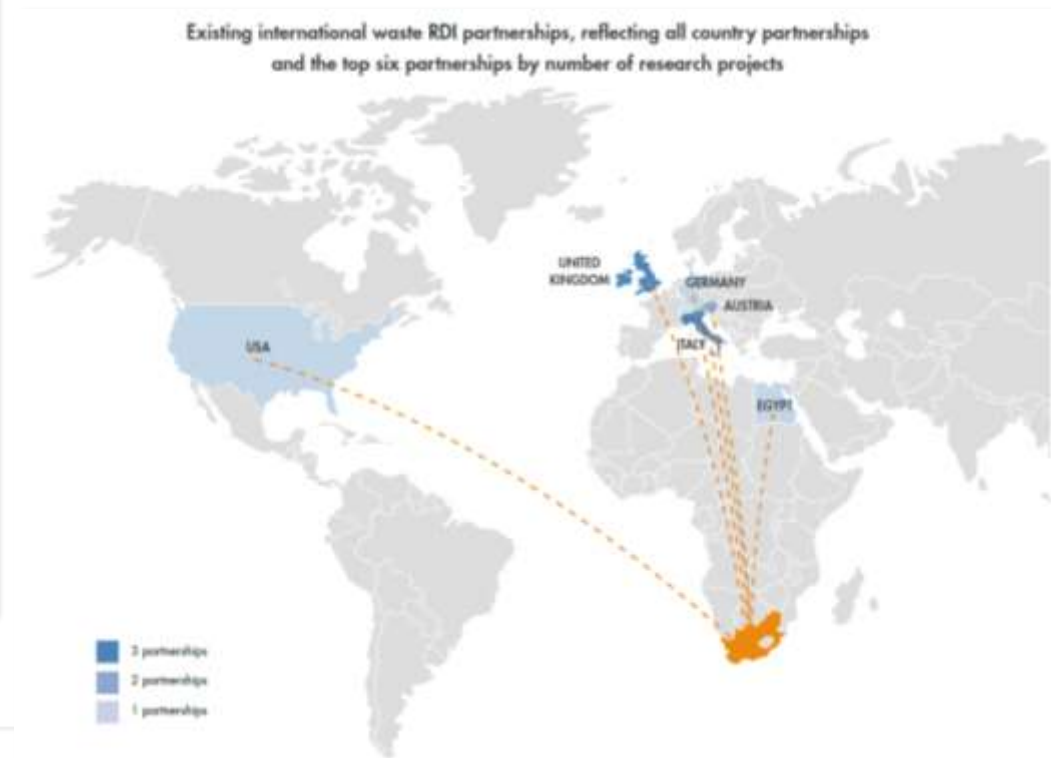 Existing international waste RDI partnerships, reflecting all country partnerships
and the top six partnerships by number of research projects
UNITED
KINGDOM
GERMANY
AUSTRIA
ITALY
USA
EGYPT
3 partnerships
2 partnerships
1 partnerships